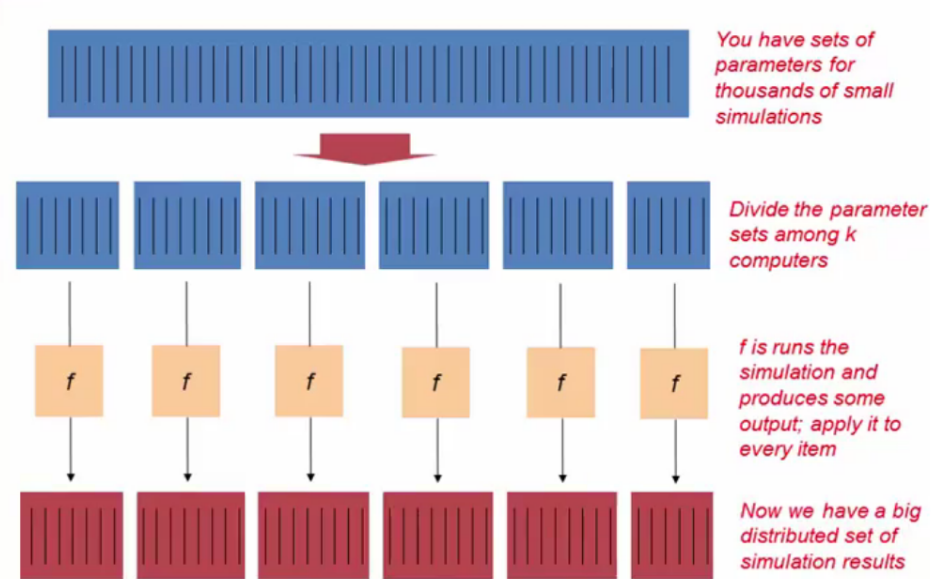 You have sets of
parameters for
thousands of small
simulations
Divide the parameter
sets among k
computers
f f f f f f
f is runs the
simulation and
produces some
output; apply it to
every item
Now we have a big
distributed set of
simulation results